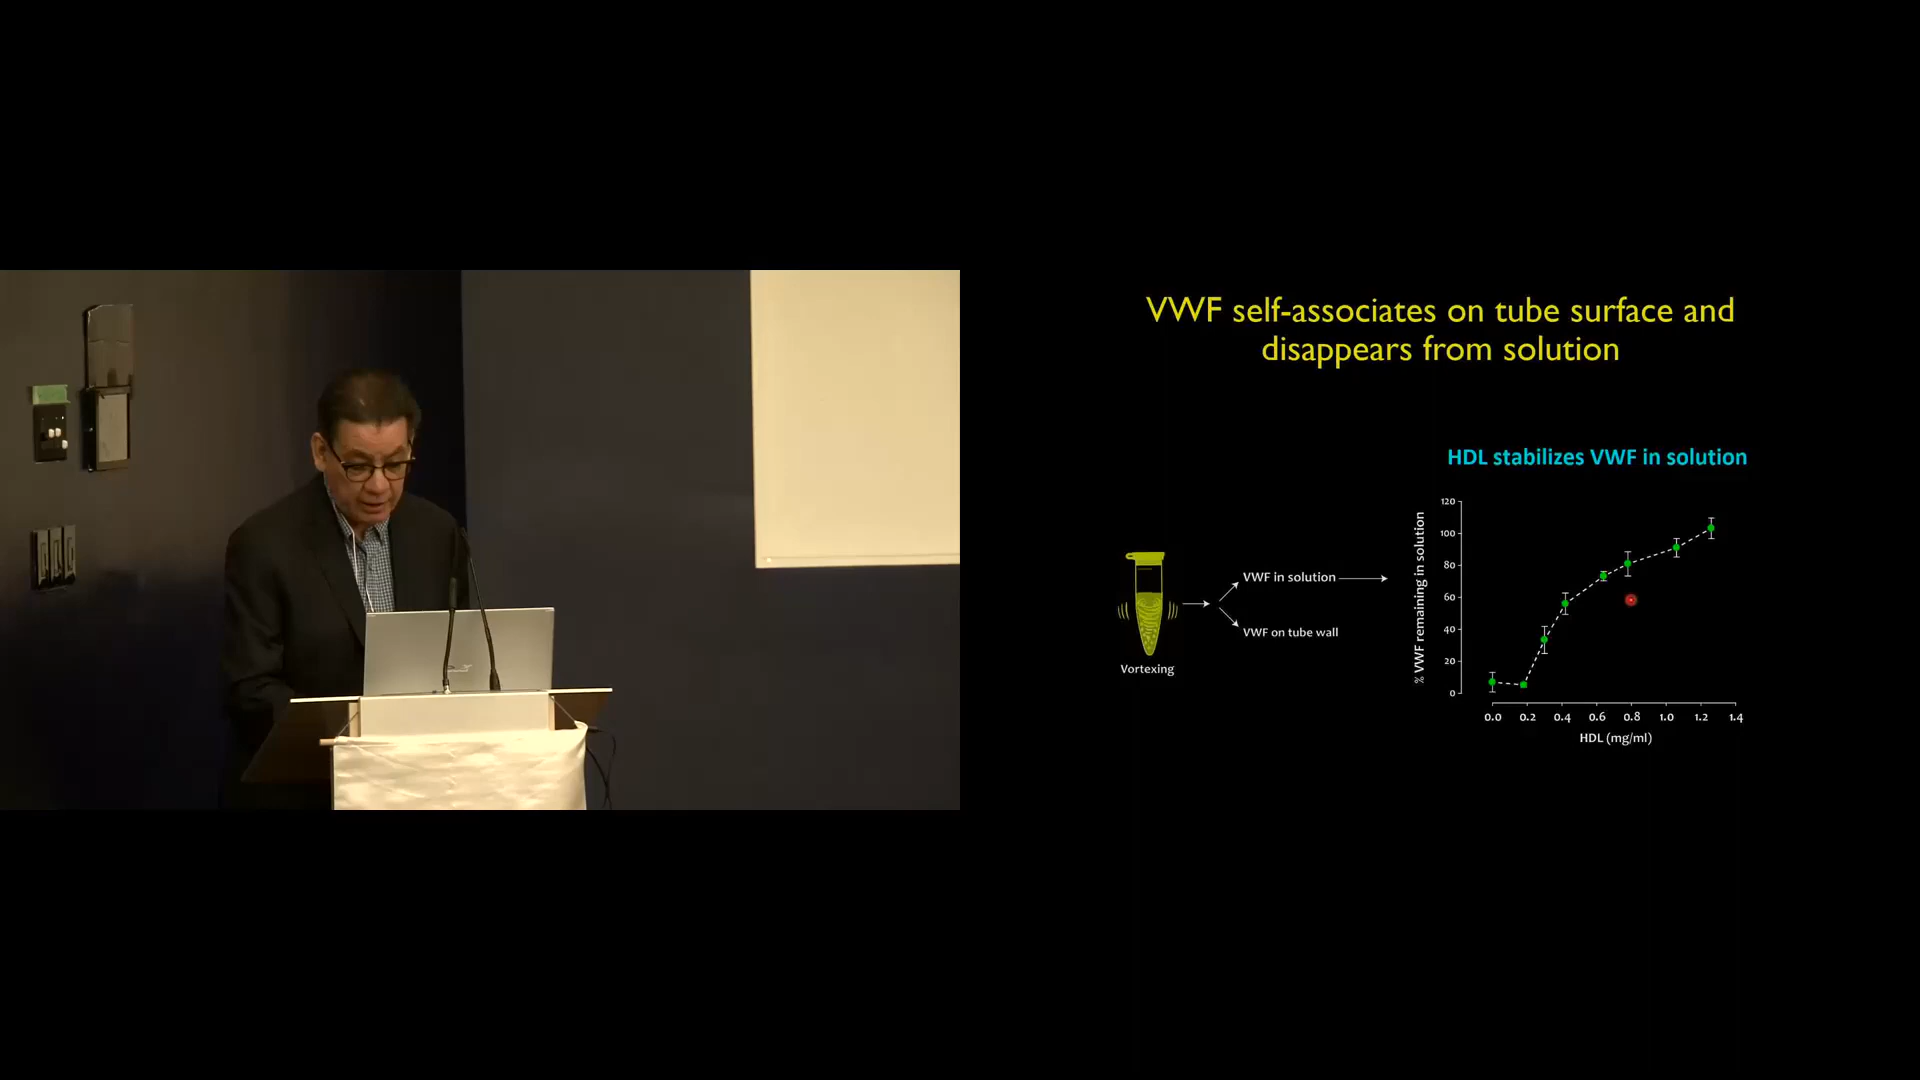 VWF self-associates on tube surface and
disappears from solution
HDL stabilizes VWF in solution
Vortexing
VWF in solution
VWF on tube wall
% VWF remaining in solution
120
100
80
60
40
20
0
0.0 0.2 0.4 0.6 0.8 1.0 1.2 1.4
HDL (mg/ml)